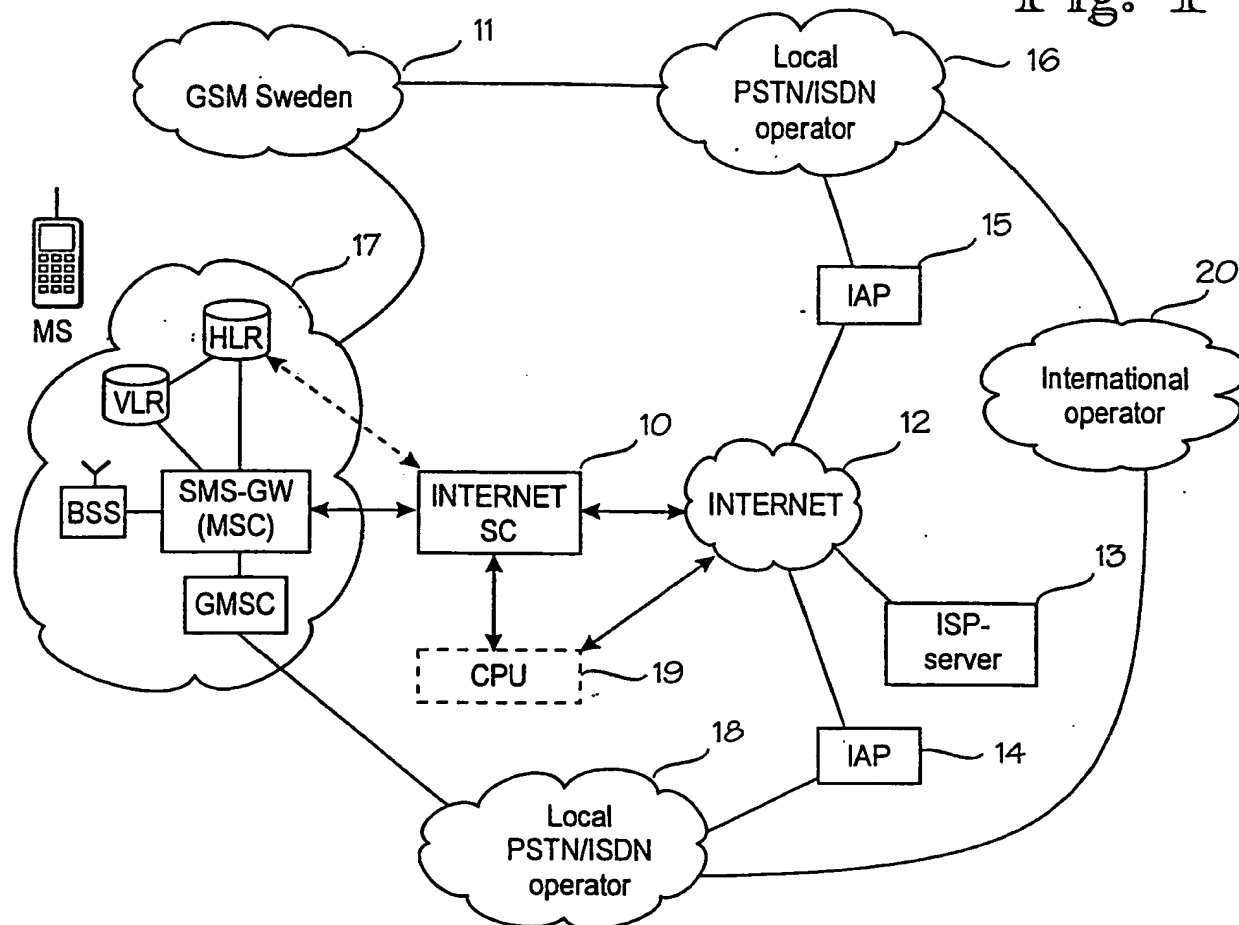 Fig. 1
11
GSM Sweden
Local
PSTN/ISDN
operator
16
MS
17
15
IAP
HLR
VLR
20
International
operator
10
12
BSS
SMS-GW
(MSC)
INTERNET
SC
INTERNET
GMSC
13
ISP-
server
CPU
19
18
IAP
14
Local
PSTN/ISDN
operator